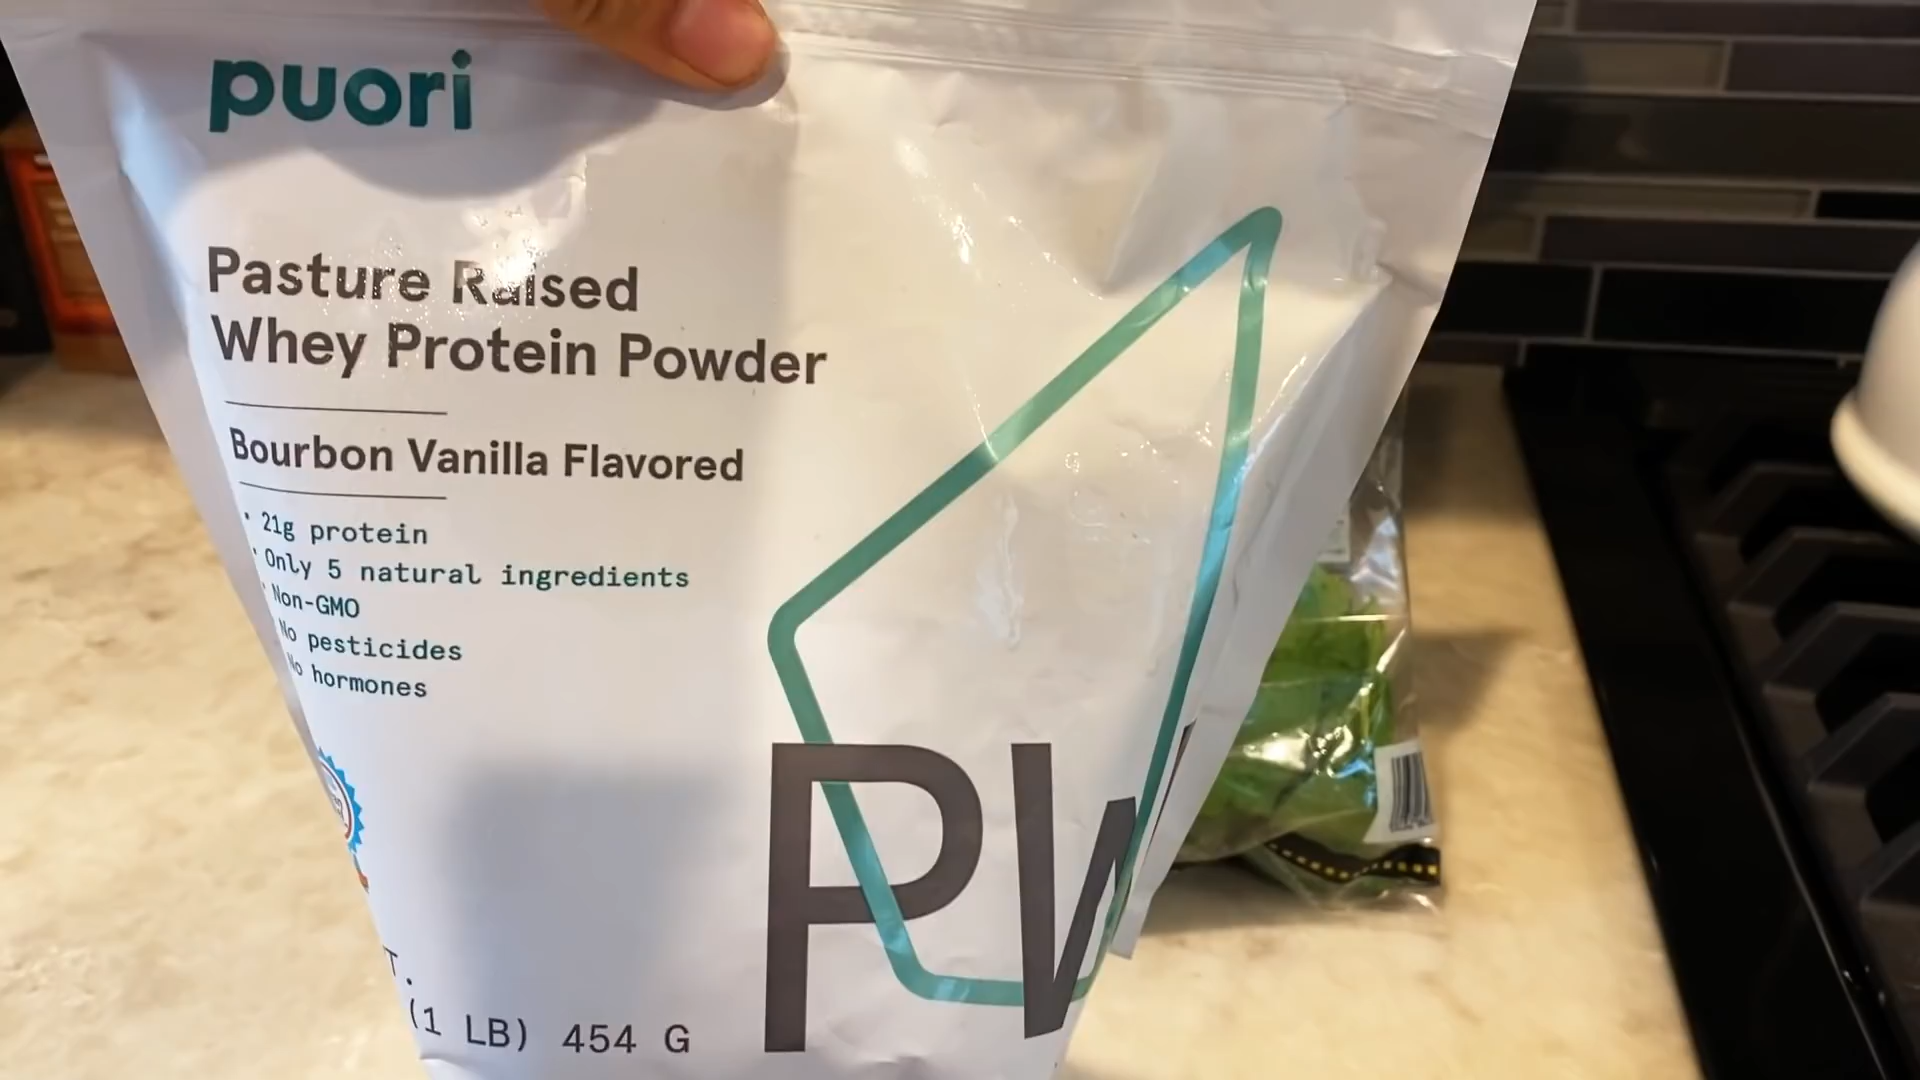 puori
Pasture Raised
Whey Protein Powder
Bourbon Vanilla Flavored
· 21g protein
· Only 5 natural ingredients
· Non-GMO
No pesticides
No hormones
T.
(1 LB) 454 G
PW